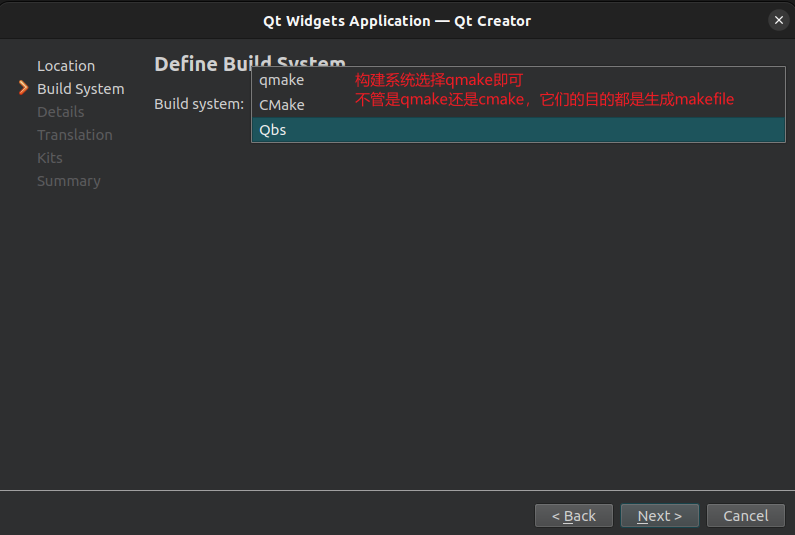 Qt Widgets Application — Qt Creator
Location
Build System
Details
Translation
Kits
Summary
Define Build System
Build system:
qmake
CMake
Qbs
构建系统选择qmake即可
不管是qmake还是cmake，它们的目的都是生成makefile
< Back
Next >
Cancel